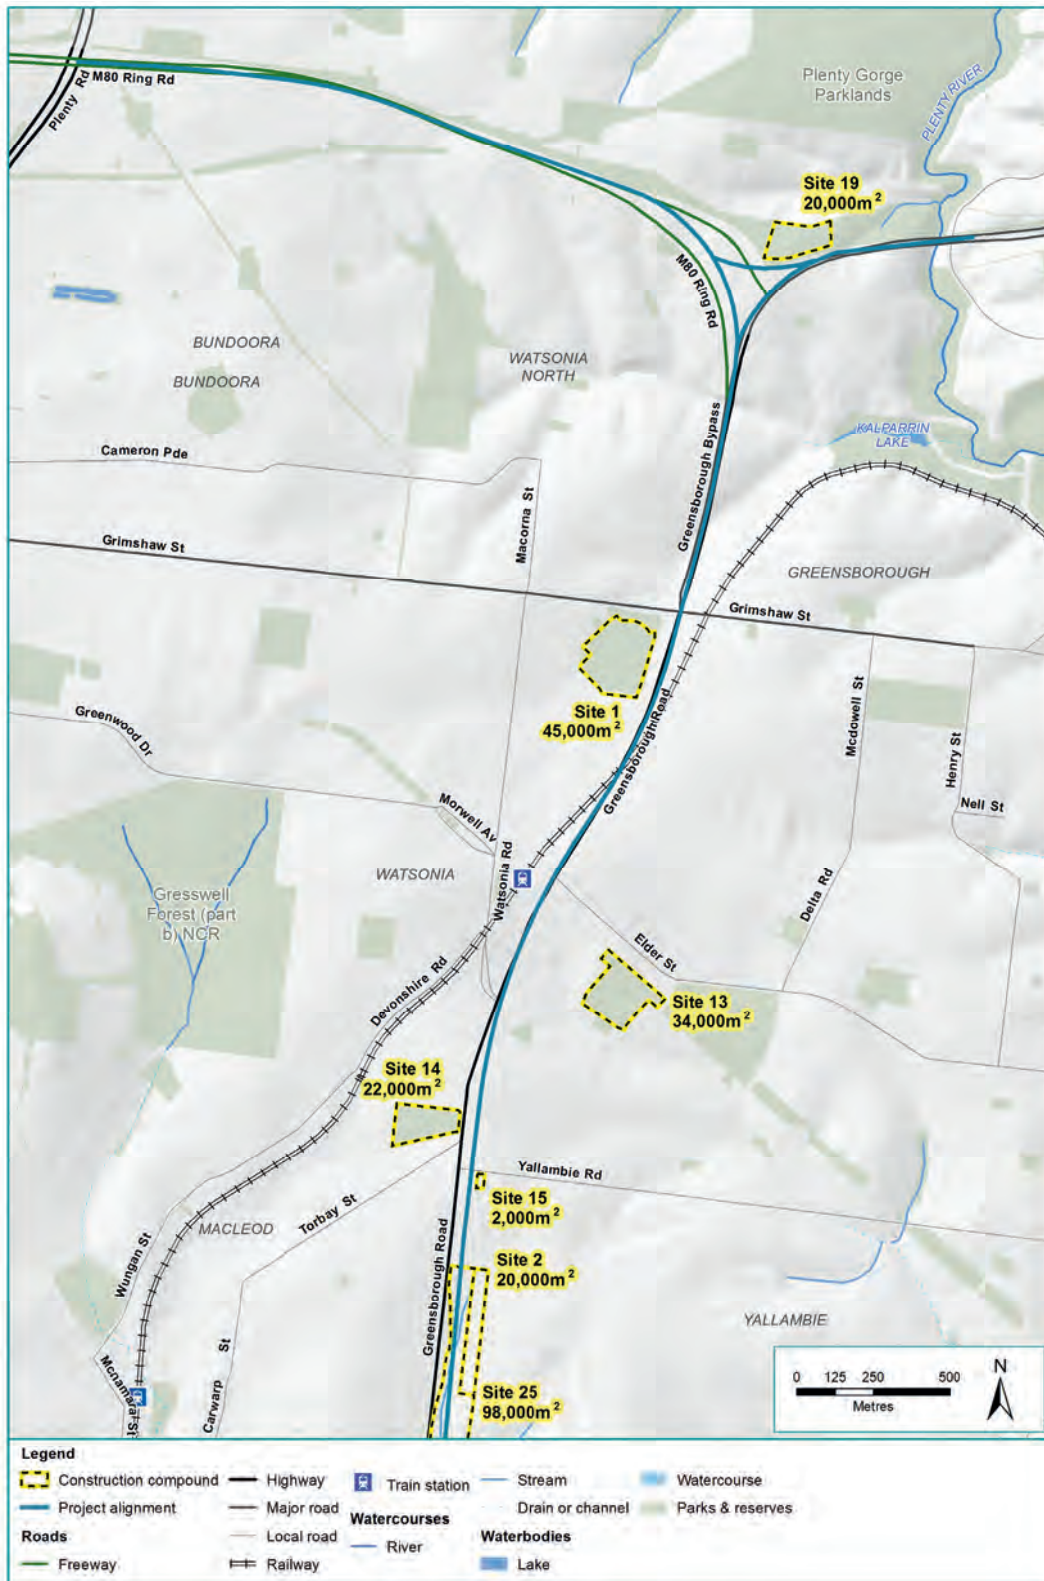 Plenty Rd
M80 Ring Rd
Plenty Gorge
Parklands
PLENTY RIVER
Site 19
20,000m²
M80 Ring Rd
BUNDOORA
BUNDOORA
WATSONIA
NORTH
Greensborough Bypass
KALPARRIN
LAKE
Cameron Pde
Macorna St
Grimshaw St
GREENSBOROUGH
Grimshaw St
Site 1
45,000m²
Greensborough Road
Mcdowell St
Henry St
Nell St
Greenwood Dr
Morwell Av
Watsonia Rd
WATSONIA
Gresswell
Forest (part
b) NCR
Delta Rd
Elder St
Devonshire Rd
Site 13
34,000m²
Site 14
22,000m²
Yallambie Rd
Site 15
2,000m²
Torbay St
MACLEOD
Wungan St
Greensborough Road
Site 2
20,000m²
YALLAMBIE
Carwarp St
Mcnamara St
Site 25
98,000m²
0 125 250 500
Metres
N
Legend
Construction compound
Project alignment
Roads
Freeway
Highway
Major road
Local road
Railway
Train station
Watercourses
River
Stream
Drain or channel
Waterbodies
Lake
Watercourse
Parks & reserves